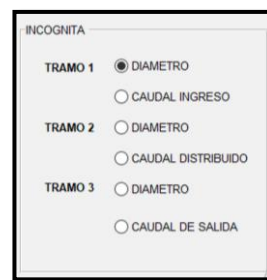 INCOGNITA
TRAMO 1 DIAMETRO
CAUDAL INGRESO
TRAMO 2 DIAMETRO
CAUDAL DISTRIBUIDO
TRAMO 3 DIAMETRO
CAUDAL DE SALIDA